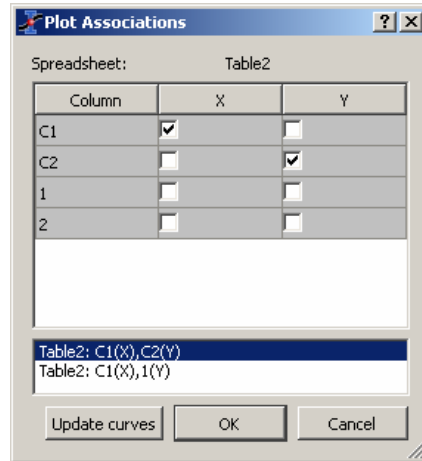 Plot Associations
Spreadsheet: Table2
Column X Y
C1
C2
1
2
Table2: C1(X),C2(Y)
Table2: C1(X),1(Y)
Update curves OK Cancel